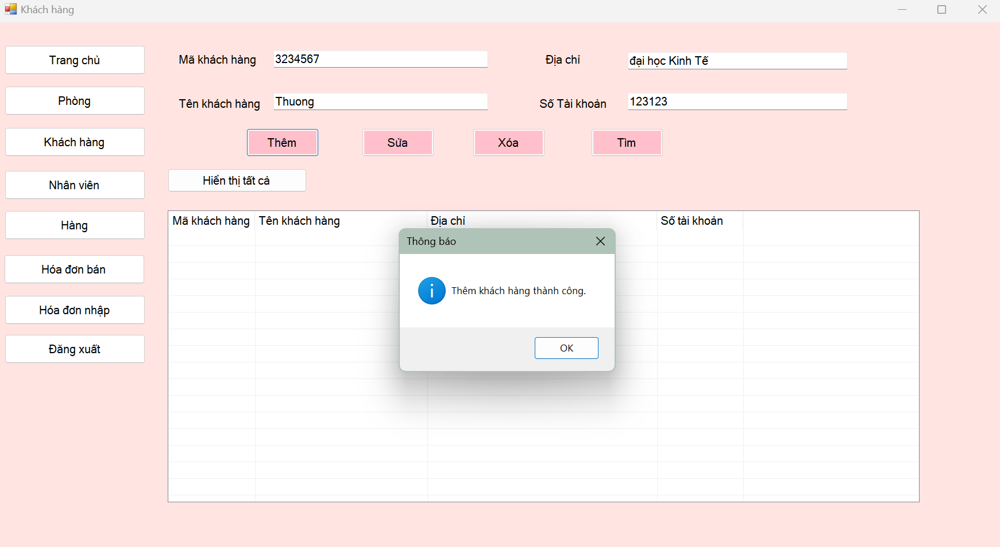 Khách hàng
Trang chủ
Phòng
Khách hàng
Nhân viên
Hàng
Hóa đơn bán
Hóa đơn nhập
Đăng xuất
Mã khách hàng 3234567 Địa chỉ đại học Kinh Tế
Tên khách hàng Thuong Số Tài khoản 123123
Thêm Sửa Xóa Tìm
Hiển thị tất cả
Mã khách hàng Tên khách hàng Địa chỉ Số tài khoản
Thông báo
Thêm khách hàng thành công.
OK